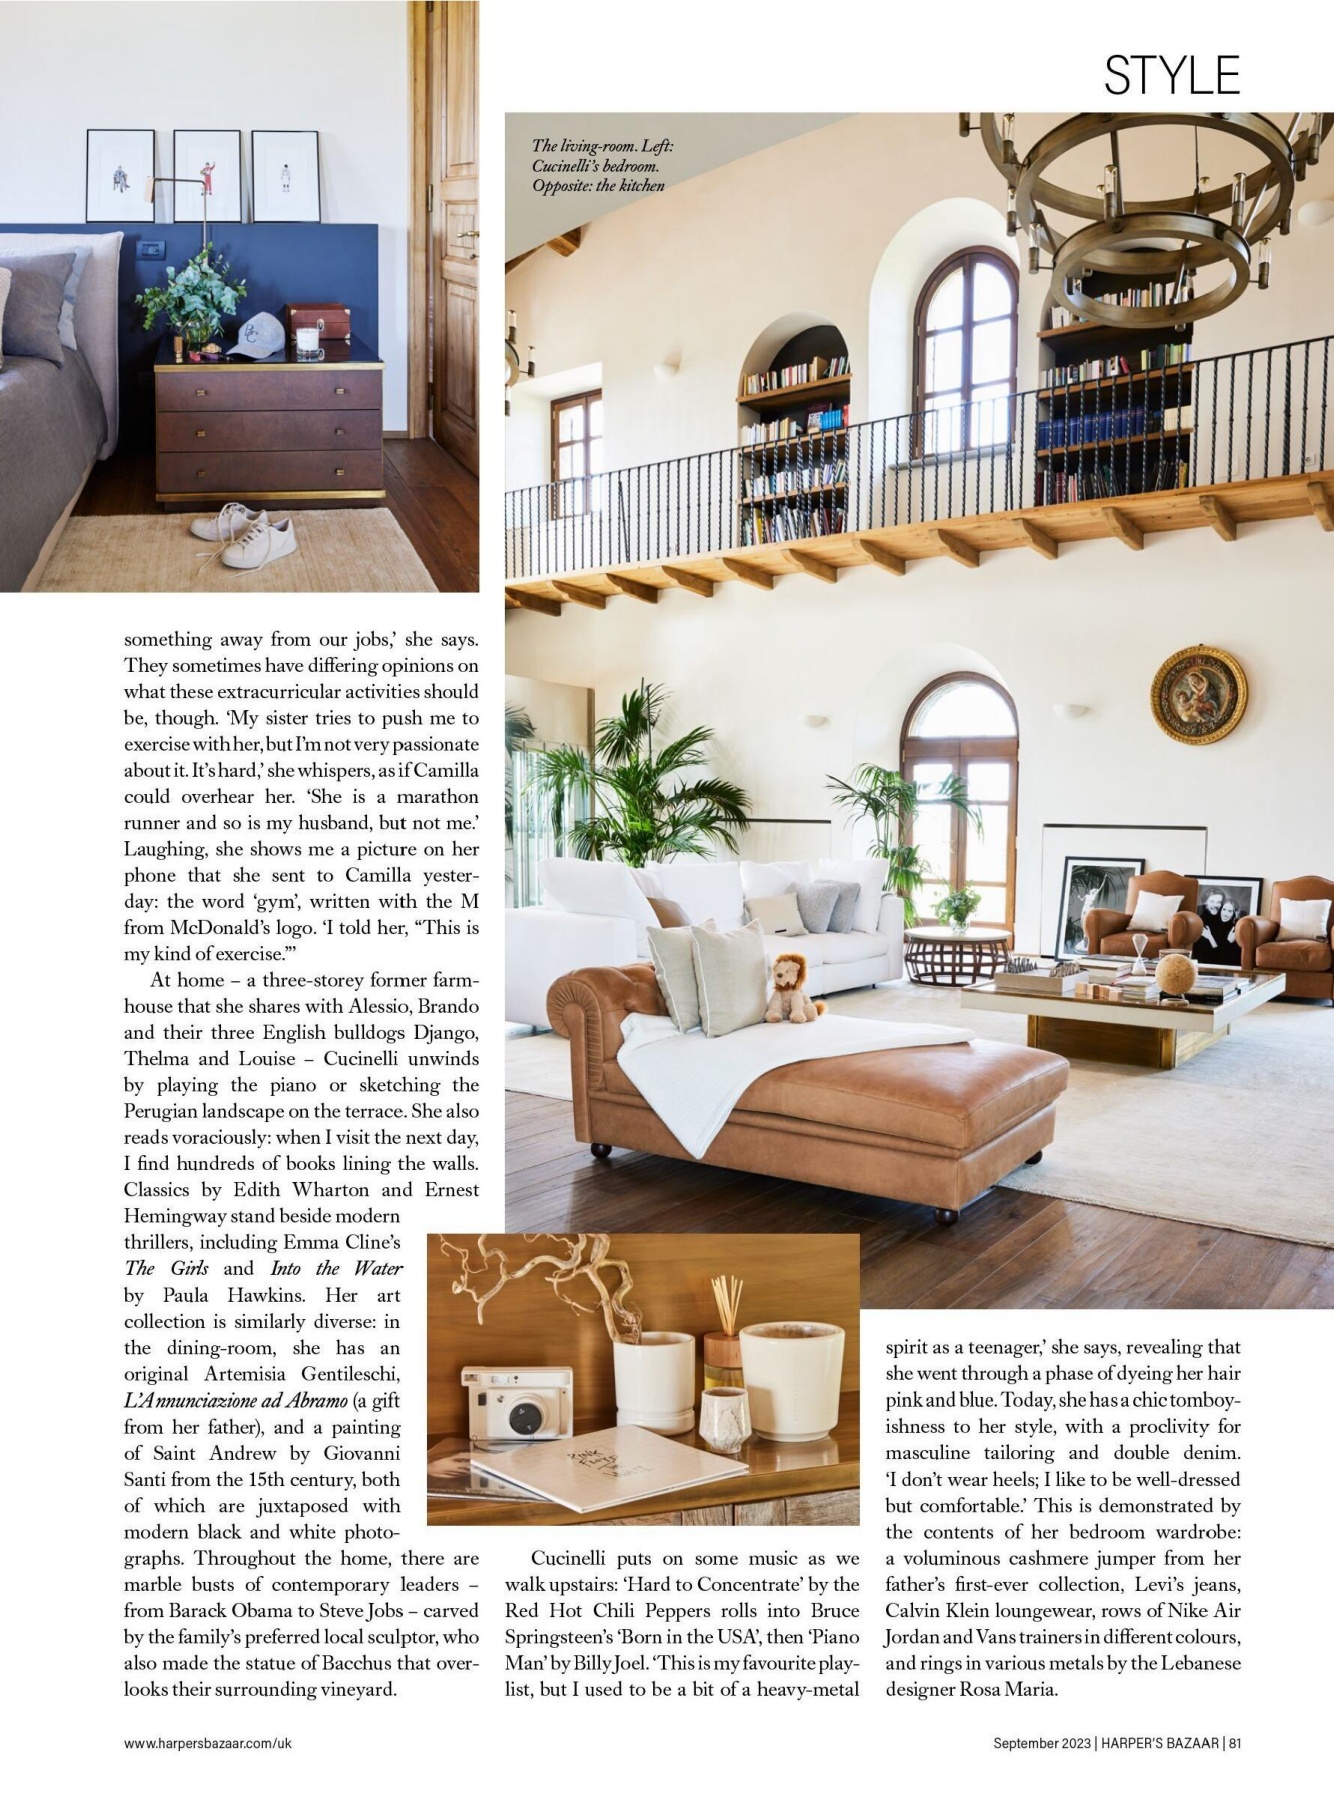 STYLE
The living-room. Left:
Cucinelli’s bedroom.
Opposite: the kitchen
something away from our jobs,’ she says.
They sometimes have differing opinions on
what these extracurricular activities should
be, though. ‘My sister tries to push me to
exercise with her, but I’m not very passionate
about it. It’s hard,’ she whispers, as if Camilla
could overhear her. ‘She is a marathon
runner and so is my husband, but not me.’
Laughing, she shows me a picture on her
phone that she sent to Camilla yester-
day: the word ‘gym’, written with the M
from McDonald’s logo. ‘I told her, “This is
my kind of exercise.”’
At home – a three-storey former farm-
house that she shares with Alessio, Brando
and their three English bulldogs Django,
Thelma and Louise – Cucinelli unwinds
by playing the piano or sketching the
Perugian landscape on the terrace. She also
reads voraciously: when I visit the next day,
I find hundreds of books lining the walls.
Classics by Edith Wharton and Ernest
Hemingway stand beside modern
thrillers, including Emma Cline’s
The Girls and Into the Water
by Paula Hawkins. Her art
collection is similarly diverse: in
the dining-room, she has an
original Artemisia Gentileschi,
L’Annunciazione ad Abramo (a gift
from her father), and a painting
of Saint Andrew by Giovanni
Santi from the 15th century, both
of which are juxtaposed with
modern black and white photo-
graphs. Throughout the home, there are
marble busts of contemporary leaders –
from Barack Obama to Steve Jobs – carved
by the family’s preferred local sculptor, who
also made the statue of Bacchus that over-
looks their surrounding vineyard.
PINK
FLOYD
THE WALL
Cucinelli puts on some music as we
walk upstairs: ‘Hard to Concentrate’ by the
Red Hot Chili Peppers rolls into Bruce
Springsteen’s ‘Born in the USA’, then ‘Piano
Man’ by Billy Joel. ‘This is my favourite play-
list, but I used to be a bit of a heavy-metal
spirit as a teenager,’ she says, revealing that
she went through a phase of dyeing her hair
pink and blue. Today, she has a chic tomboy-
ishness to her style, with a proclivity for
masculine tailoring and double denim.
‘I don’t wear heels; I like to be well-dressed
but comfortable.’ This is demonstrated by
the contents of her bedroom wardrobe:
a voluminous cashmere jumper from her
father’s first-ever collection, Levi’s jeans,
Calvin Klein loungewear, rows of Nike Air
Jordan and Vans trainers in different colours,
and rings in various metals by the Lebanese
designer Rosa Maria.
www.harpersbazaar.com/uk
September 2023 | HARPER’S BAZAAR | 81